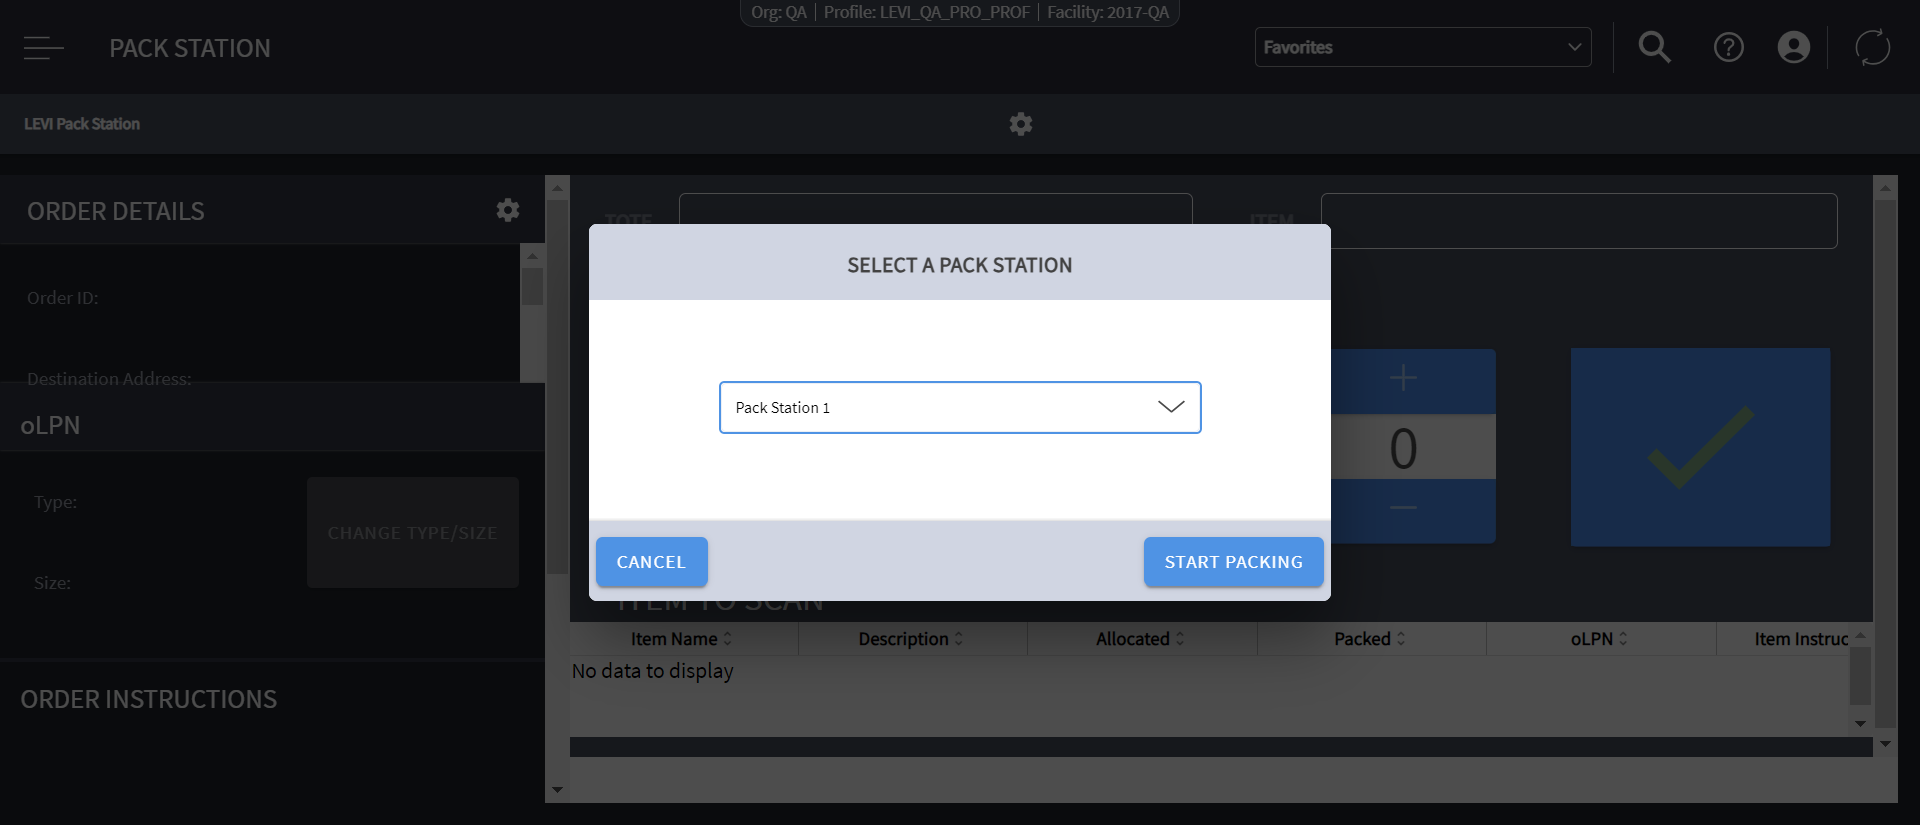 Org: QA | Profile: LEVI_QA_PRO_PROF | Facility: 2017-QA
PACK STATION
Favorites
LEVI Pack Station
ORDER DETAILS
Order ID:
Destination Address:
oLPN
Type:
CHANGE TYPE/SIZE
Size:
ORDER INSTRUCTIONS
TOTE
ITEM
SELECT A PACK STATION
Pack Station 1
CANCEL
START PACKING
+
0
−
ITEM TO SCAN
Item Name
Description
Allocated
Packed
oLPN
Item Instruc
No data to display